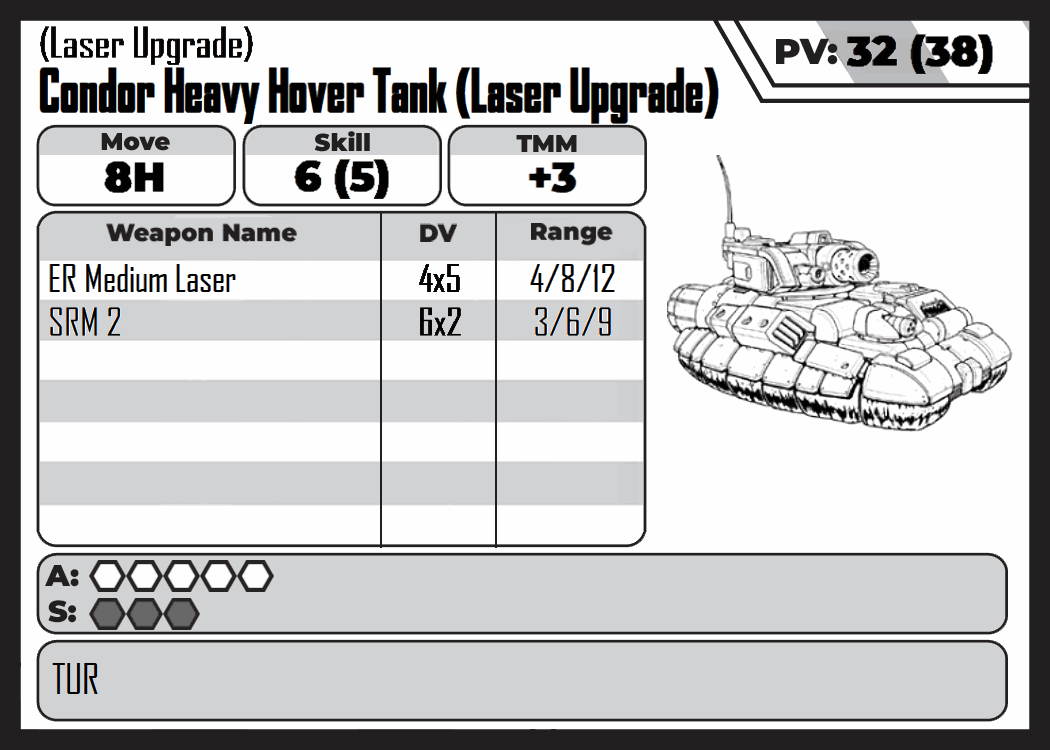 (Laser Upgrade)
PV: 32 (38)
Condor Heavy Hover Tank (Laser Upgrade)
Move Skill TMM
8H 6 (5) +3
Weapon Name DV Range
ER Medium Laser 4x5 4/8/12
SRM 2 6x2 3/6/9
A:
S:
TUR